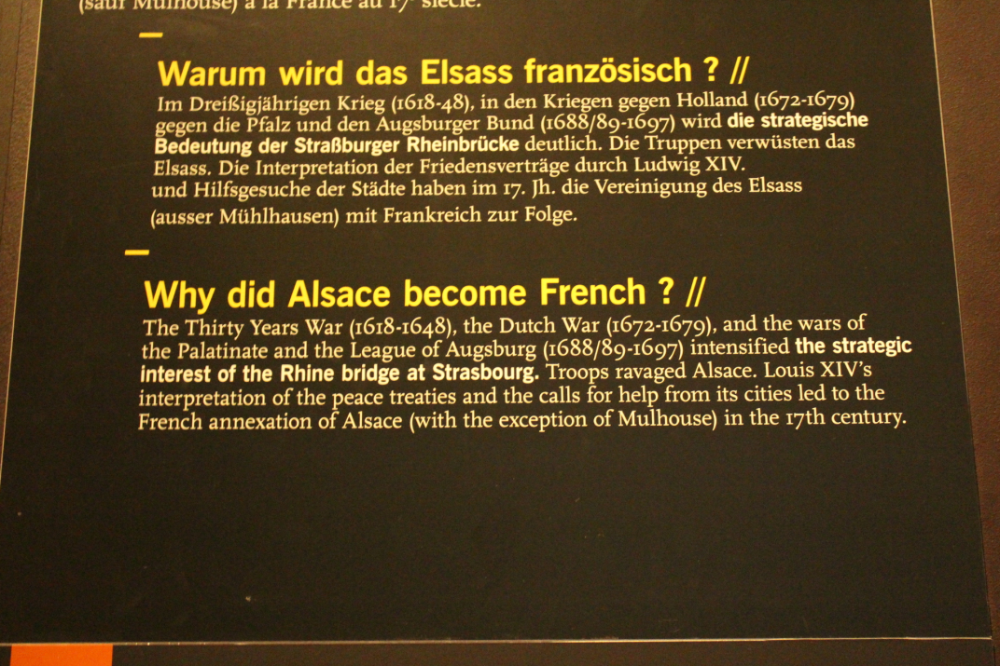 (sauf Mulhouse) à la France au 17e siècle.
Warum wird das Elsass französisch ? //
Im Dreißigjährigen Krieg (1618-48), in den Kriegen gegen Holland (1672-1679)
gegen die Pfalz und den Augsburger Bund (1688/89-1697) wird die strategische
Bedeutung der Straßburger Rheinbrücke deutlich. Die Truppen verwüsten das
Elsass. Die Interpretation der Friedensverträge durch Ludwig XIV.
und Hilfsgesuche der Städte haben im 17. Jh. die Vereinigung des Elsass
(ausser Mühlhausen) mit Frankreich zur Folge.
Why did Alsace become French ? //
The Thirty Years War (1618-1648), the Dutch War (1672-1679), and the wars of
the Palatinate and the League of Augsburg (1688/89-1697) intensified the strategic
interest of the Rhine bridge at Strasbourg. Troops ravaged Alsace. Louis XIV's
interpretation of the peace treaties and the calls for help from its cities led to the
French annexation of Alsace (with the exception of Mulhouse) in the 17th century.